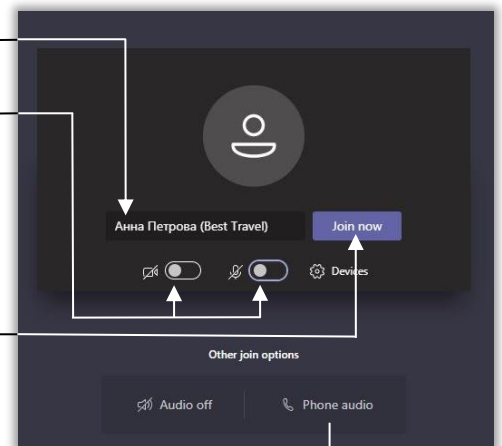 Анна Петрова (Best Travel) Join now
Devices
Other join options
Audio off Phone audio